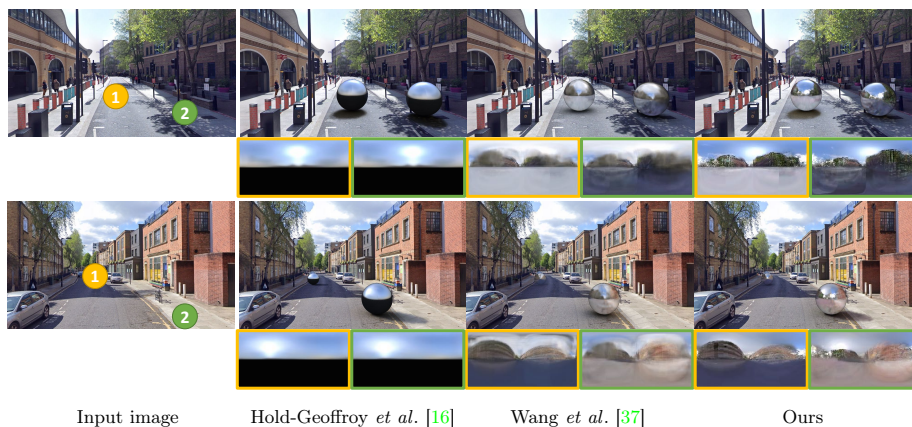 1
2
1
2
Input image
Hold-Geoffroy et al. [16]
Wang et al. [37]
Ours